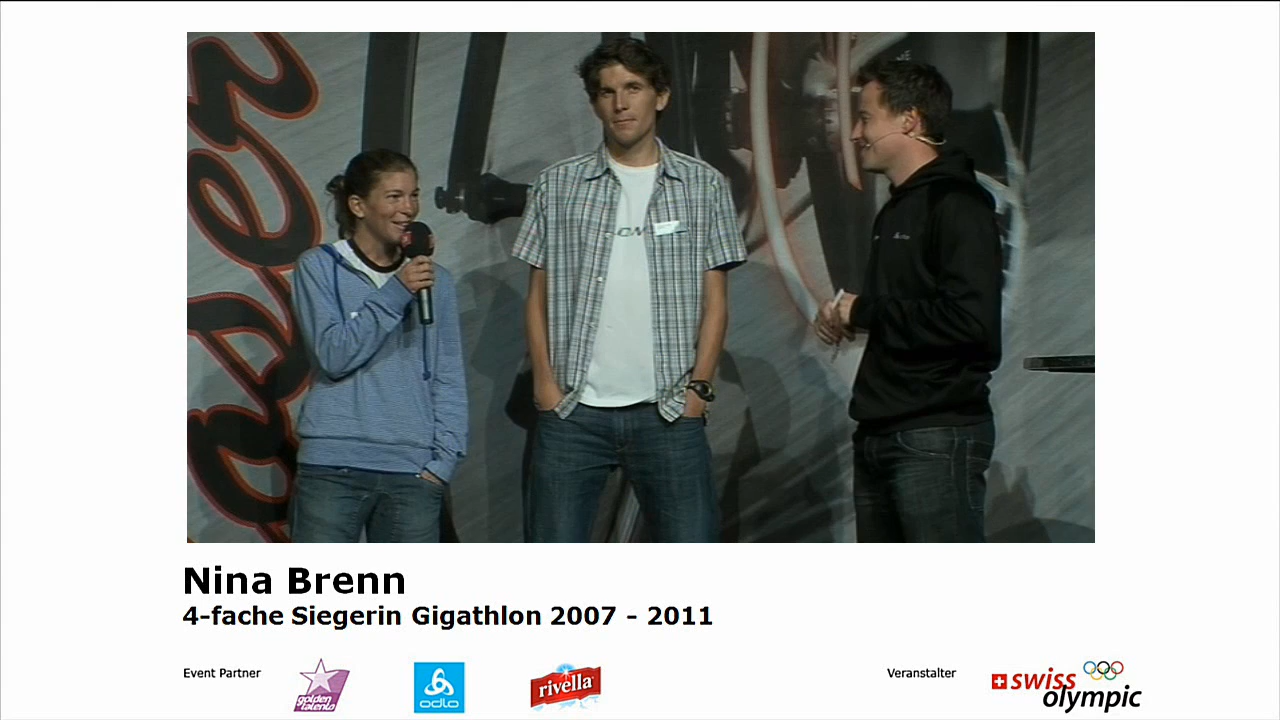 Nina Brenn
4-fache Siegerin Gigathlon 2007 - 2011
Event Partner
golden talents
odlo
rivella
Veranstalter
swiss olympic